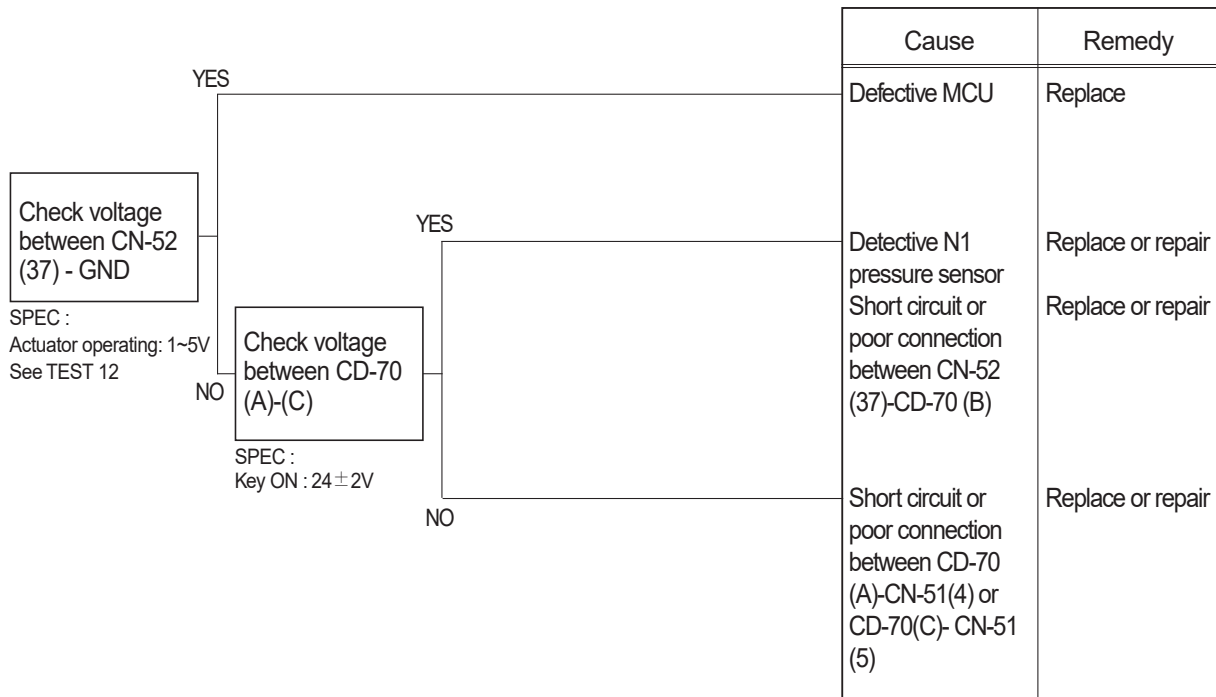 Cause
Remedy
YES
Defective MCU
Replace
Check voltage
between CN-52
(37) - GND
SPEC :
Actuator operating: 1~5V
See TEST 12
NO
YES
Detective N1
pressure sensor
Replace or repair
Short circuit or
poor connection
between CN-52
(37)-CD-70 (B)
Replace or repair
Check voltage
between CD-70
(A)-(C)
SPEC :
Key ON : 24±2V
NO
Short circuit or
poor connection
between CD-70
(A)-CN-51(4) or
CD-70(C)- CN-51
(5)
Replace or repair